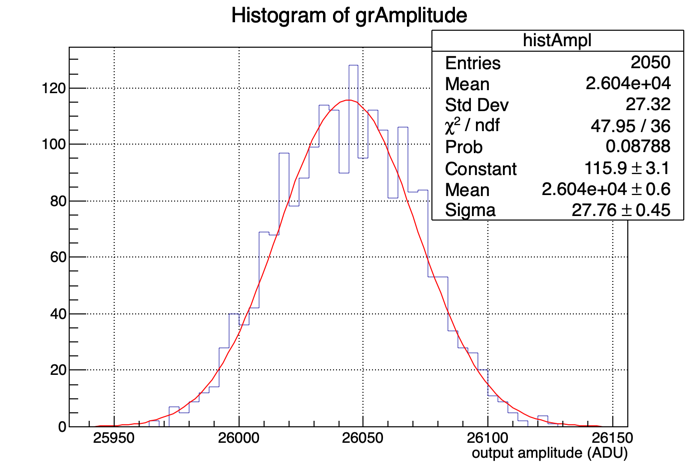 Histogram of grAmplitude
histAmpl
Entries 2050
Mean 2.604e+04
Std Dev 27.32
χ² / ndf 47.95 / 36
Prob 0.08788
Constant 115.9 ± 3.1
Mean 2.604e+04 ± 0.6
Sigma 27.76 ± 0.45
120
100
80
60
40
20
0
25950 26000 26050 26100 26150
output amplitude (ADU)